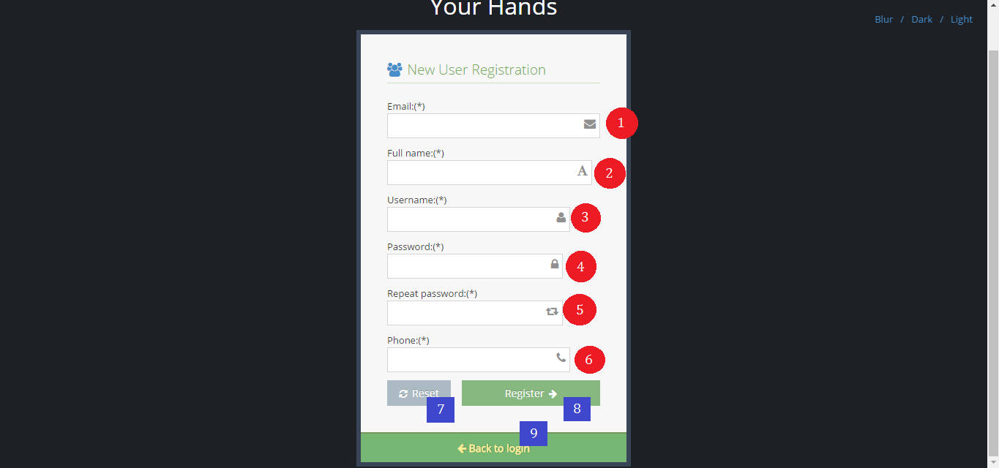 Your Hands
Blur / Dark / Light
New User Registration
Email:(*)
1
Full name:(*)
A
2
Username:(*)
3
Password:(*)
4
Repeat password:(*)
5
Phone:(*)
6
Reset
Register
7
8
9
Back to login